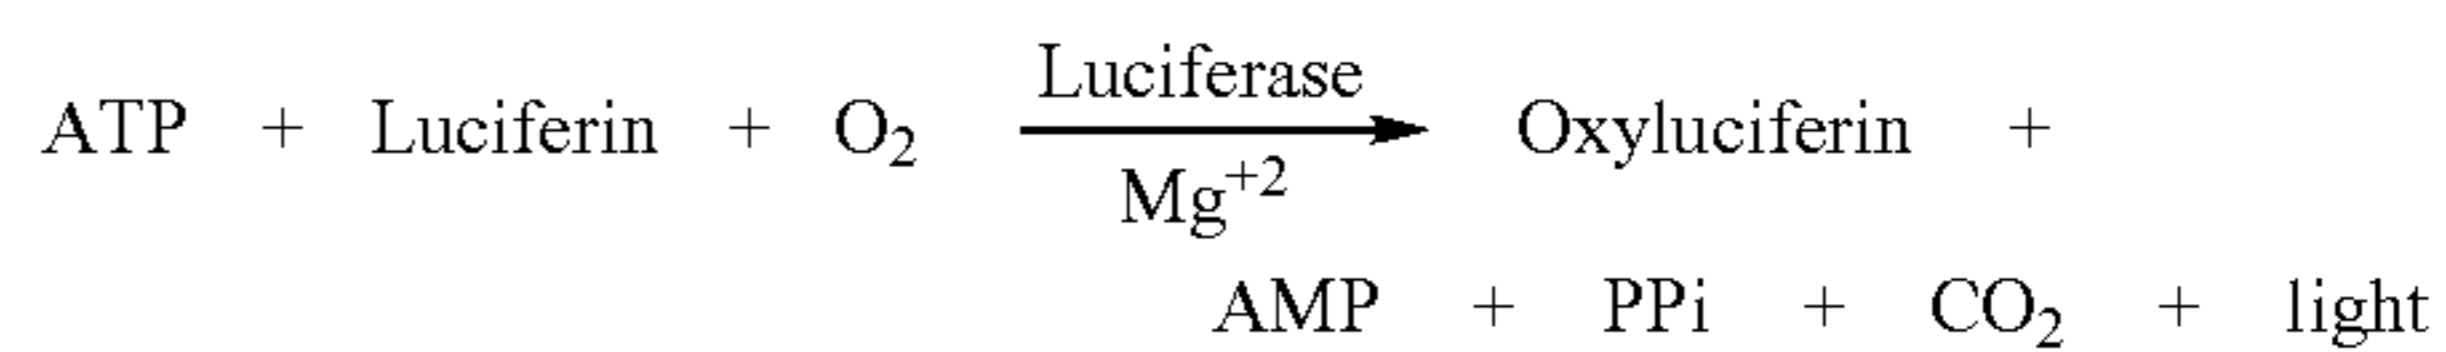 Luciferase
ATP + Luciferin + O₂ ⟶ Oxyluciferin +
Mg⁺²
AMP + PPi + CO₂ + light